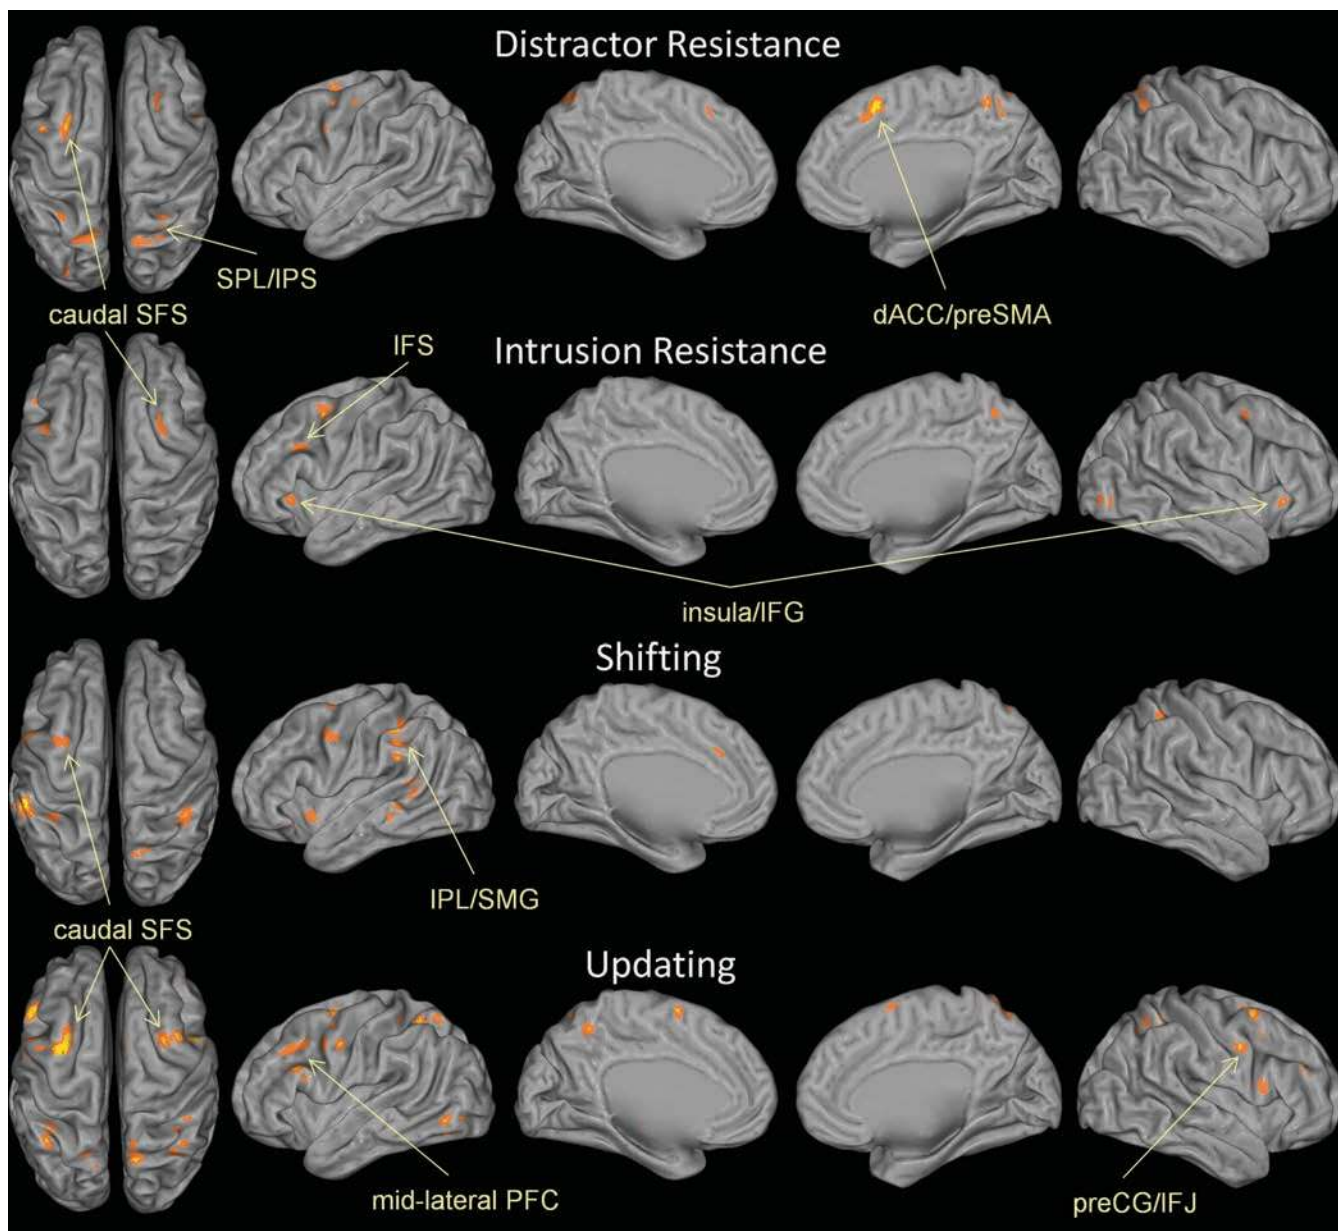 Distractor Resistance
SPL/IPS
caudal SFS
dACC/preSMA
IFS
Intrusion Resistance
insula/IFG
Shifting
IPL/SMG
caudal SFS
Updating
mid-lateral PFC
preCG/IFJ